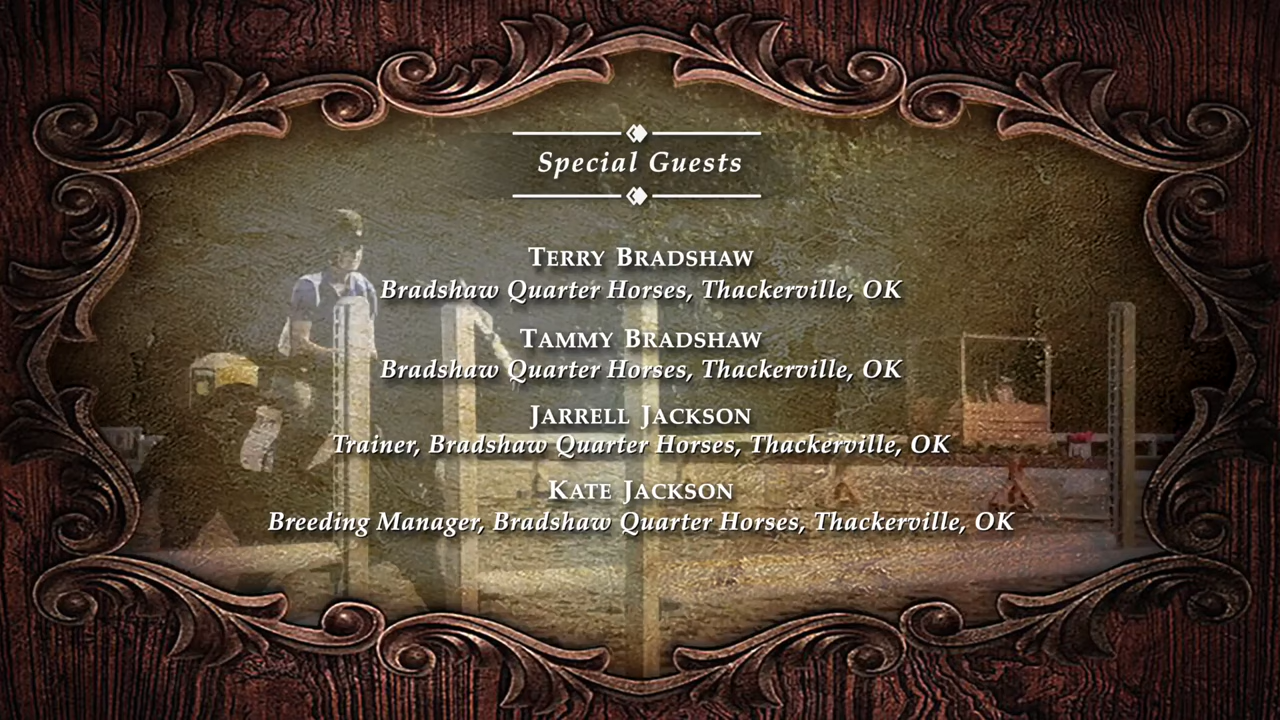 Special Guests
Terry Bradshaw
Bradshaw Quarter Horses, Thackerville, OK
Tammy Bradshaw
Bradshaw Quarter Horses, Thackerville, OK
Jarrell Jackson
Trainer, Bradshaw Quarter Horses, Thackerville, OK
Kate Jackson
Breeding Manager, Bradshaw Quarter Horses, Thackerville, OK